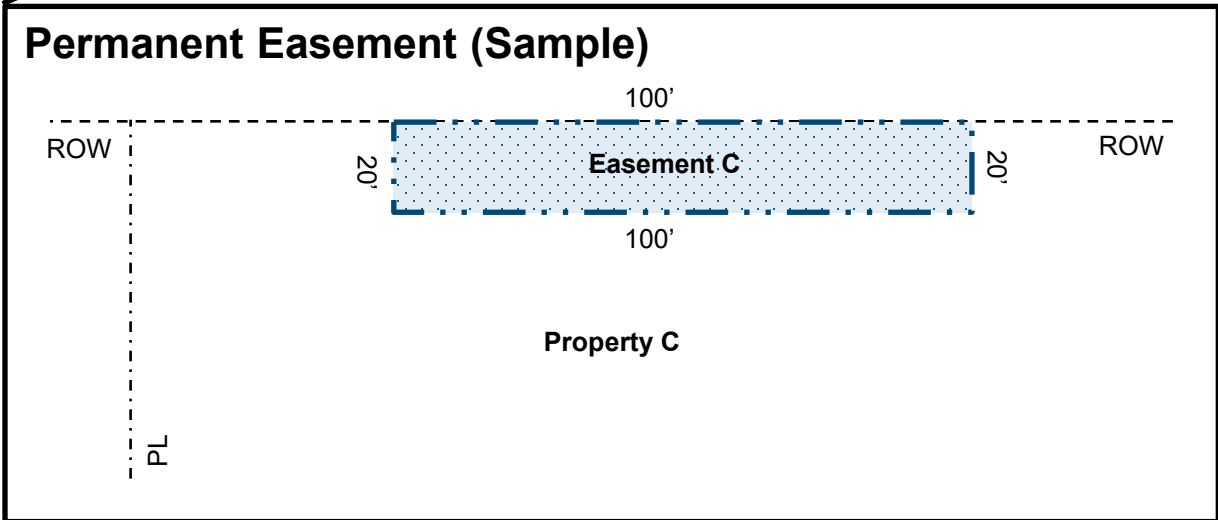 Permanent Easement (Sample)
100’
ROW
ROW
20’
Easement C
20’
100’
Property C
PL